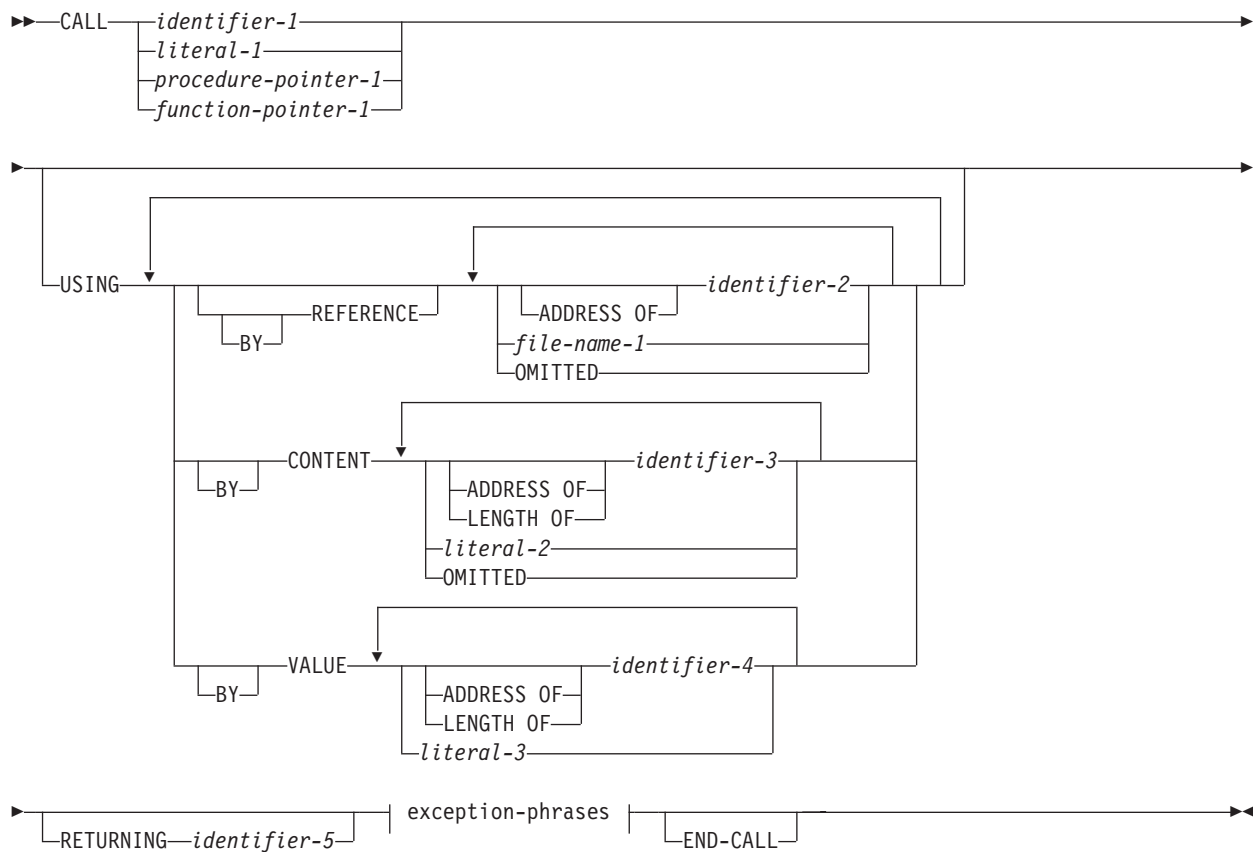 CALL identifier-1
literal-1
procedure-pointer-1
function-pointer-1
USING
REFERENCE
BY
ADDRESS OF
identifier-2
file-name-1
OMITTED
CONTENT
BY
ADDRESS OF
LENGTH OF
identifier-3
literal-2
OMITTED
VALUE
BY
ADDRESS OF
LENGTH OF
identifier-4
literal-3
RETURNING identifier-5
exception-phrases
END-CALL